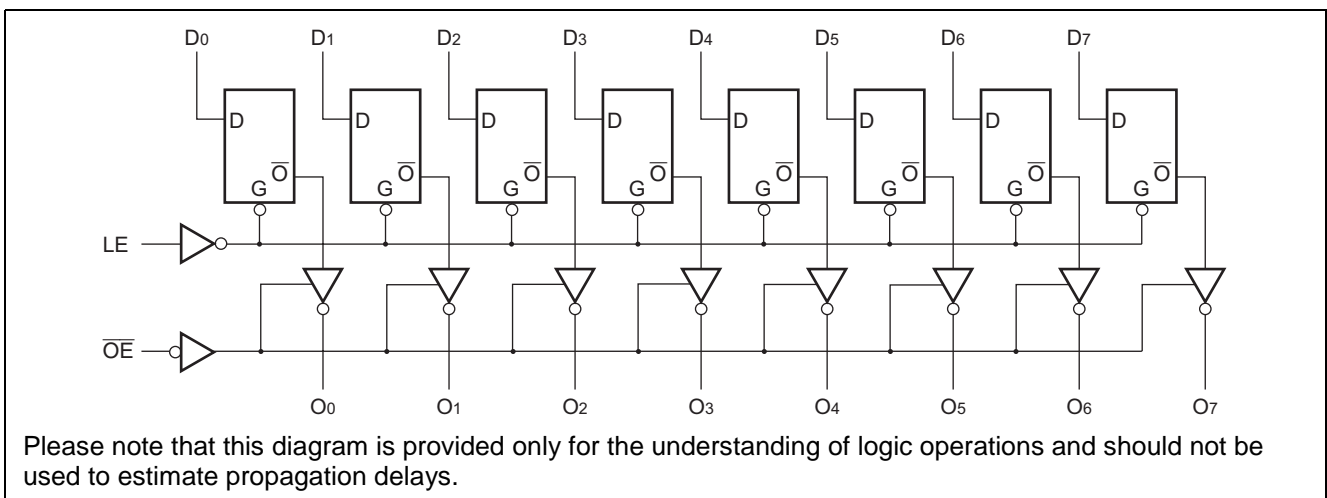 D0 D1 D2 D3 D4 D5 D6 D7
D D D D D D D D
O̅ O̅ O̅ O̅ O̅ O̅ O̅ O̅
G G G G G G G G
LE
O̅E̅
O0 O1 O2 O3 O4 O5 O6 O7
Please note that this diagram is provided only for the understanding of logic operations and should not be
used to estimate propagation delays.